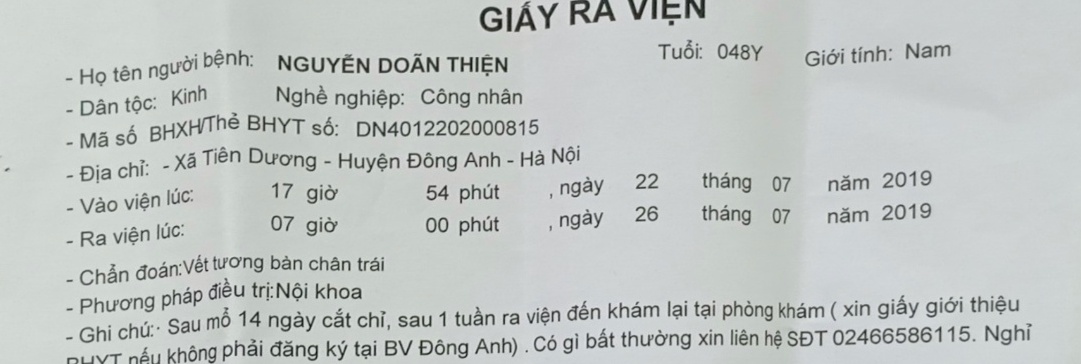 GIẤY RA VIỆN
- Họ tên người bệnh: NGUYỄN DOÃN THIỆN Tuổi: 048Y Giới tính: Nam
- Dân tộc: Kinh Nghề nghiệp: Công nhân
- Mã số BHXH/Thẻ BHYT số: DN4012202000815
- Địa chỉ: - Xã Tiên Dương - Huyện Đông Anh - Hà Nội
- Vào viện lúc: 17 giờ 54 phút , ngày 22 tháng 07 năm 2019
- Ra viện lúc: 07 giờ 00 phút , ngày 26 tháng 07 năm 2019
- Chẩn đoán:Vết tương bàn chân trái
- Phương pháp điều trị:Nội khoa
- Ghi chú:· Sau mổ 14 ngày cắt chỉ, sau 1 tuần ra viện đến khám lại tại phòng khám ( xin giấy giới thiệu
BHYT nếu không phải đăng ký tại BV Đông Anh) . Có gì bất thường xin liên hệ SĐT 02466586115. Nghỉ